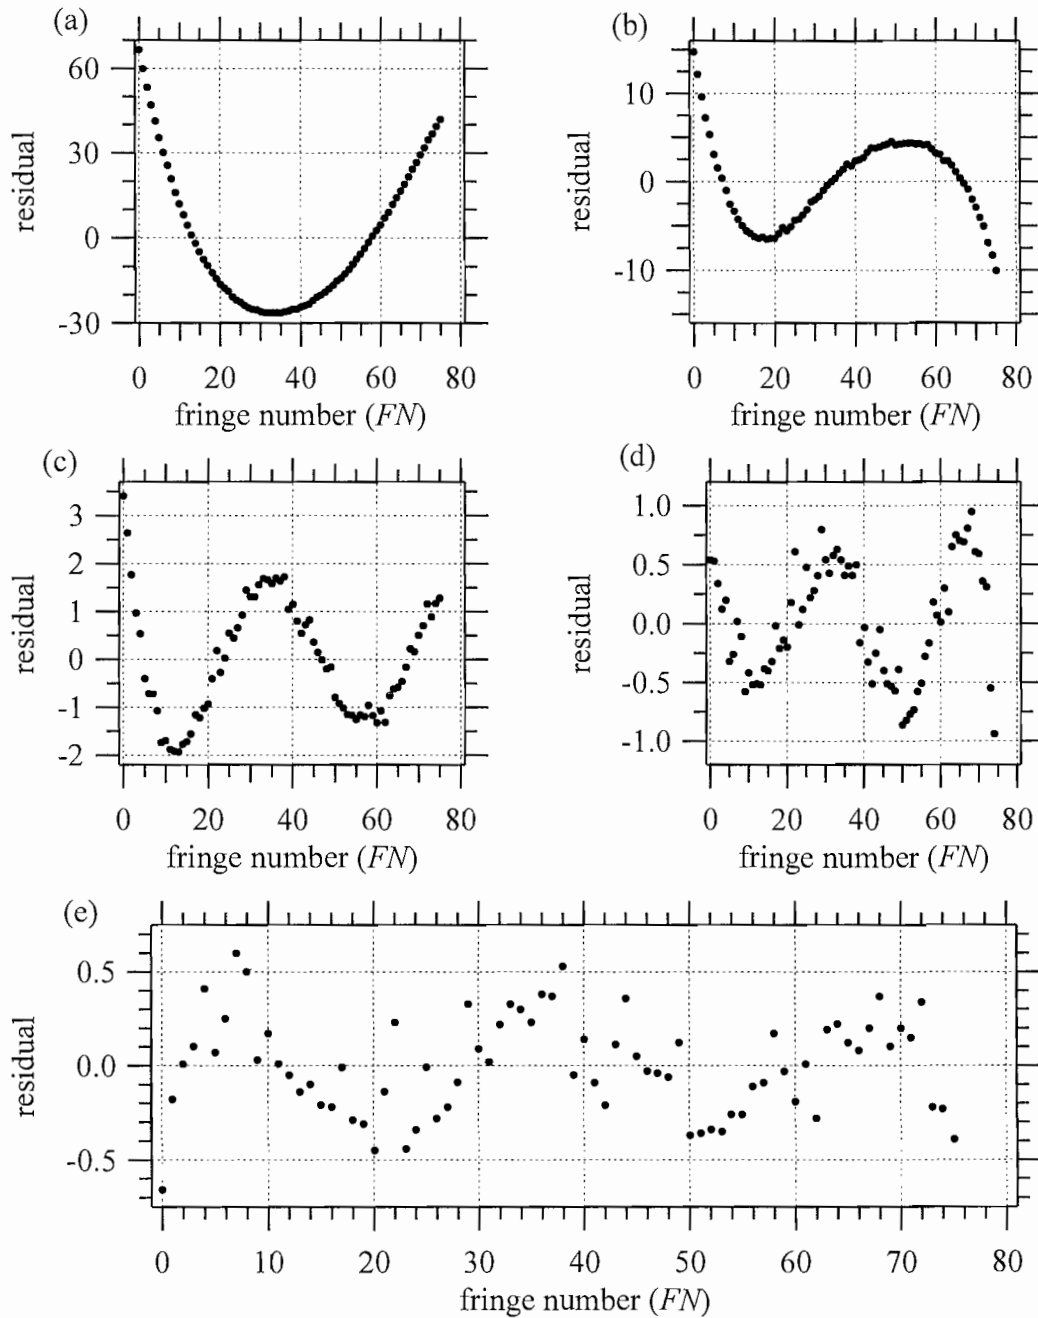 (a)
residual
60
30
0
-30
0 20 40 60 80
fringe number (FN)
(b)
residual
10
0
-10
0 20 40 60 80
fringe number (FN)
(c)
residual
3
2
1
0
-1
-2
0 20 40 60 80
fringe number (FN)
(d)
residual
1.0
0.5
0.0
-0.5
-1.0
0 20 40 60 80
fringe number (FN)
(e)
residual
0.5
0.0
-0.5
0 10 20 30 40 50 60 70 80
fringe number (FN)